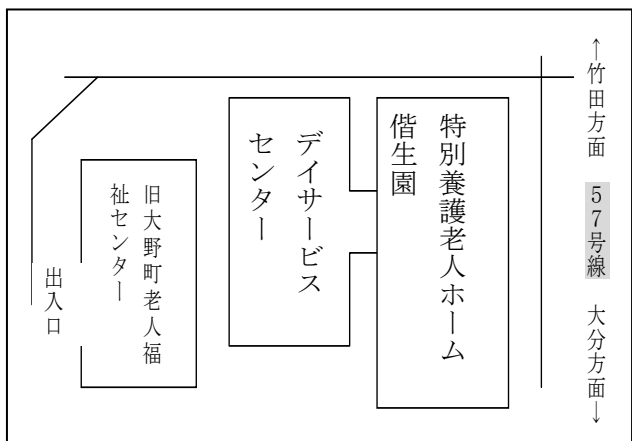 ↑竹田方面　57号線　大分方面↓
特別養護老人ホーム
偕生園
デイサービス
センター
旧大野町老人福
祉センター
出入口